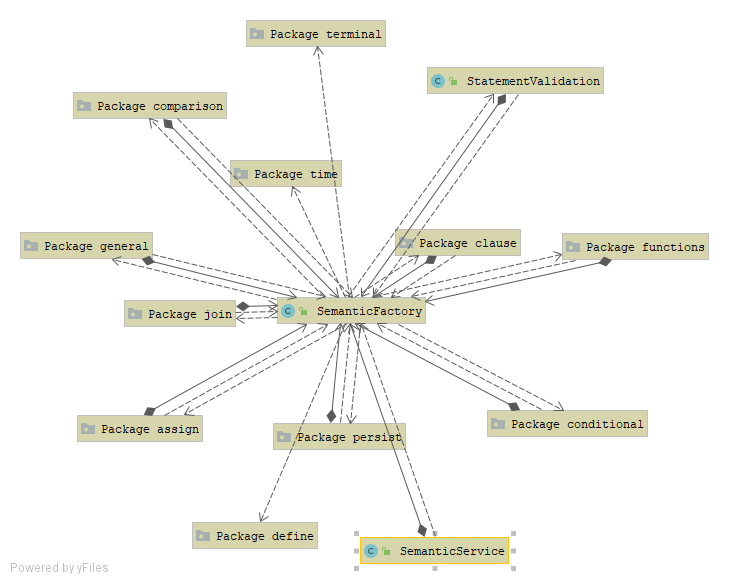 Package terminal
StatementValidation
Package comparison
Package time
Package clause
Package general
Package functions
Package join
SemanticFactory
Package assign
Package persist
Package conditional
Package define
SemanticService
Powered by yFiles